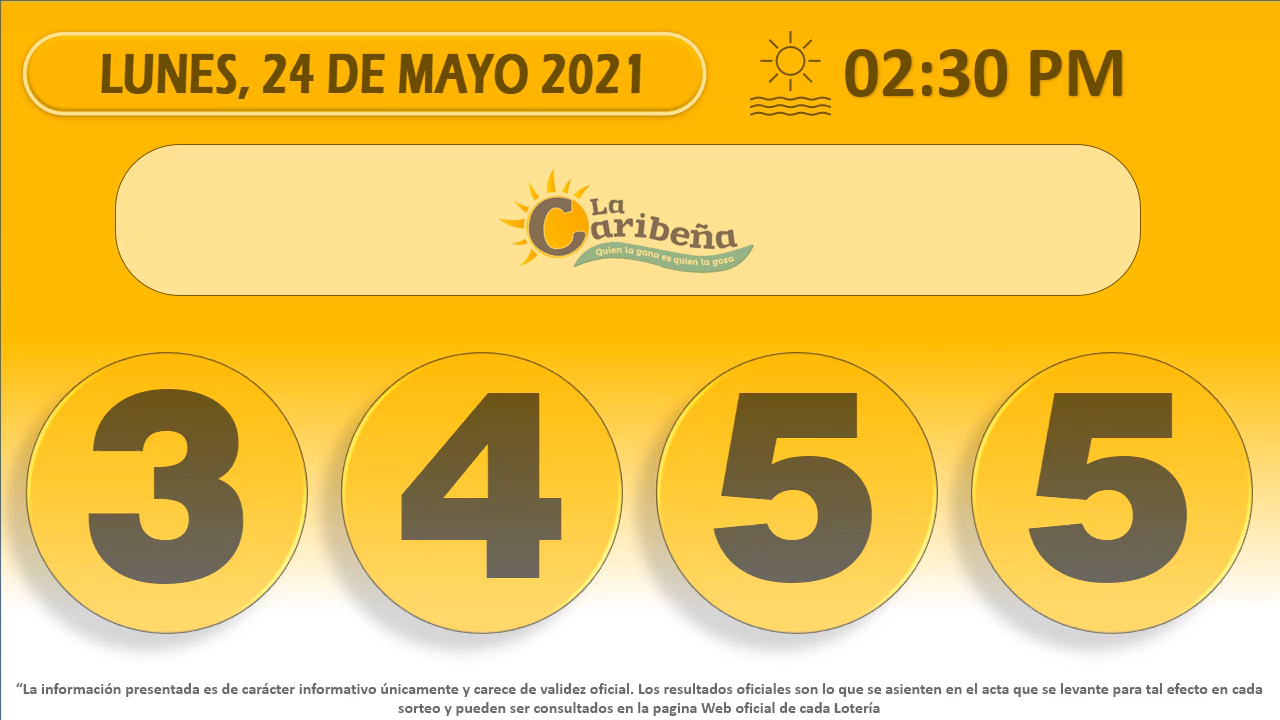 LUNES, 24 DE MAYO 2021
02:30 PM
La
Caribeña
Quien la gana es quien la goza
3 4 5 5
“La información presentada es de carácter informativo únicamente y carece de validez oficial. Los resultados oficiales son lo que se asienten en el acta que se levante para tal efecto en cada
sorteo y pueden ser consultados en la pagina Web oficial de cada Lotería